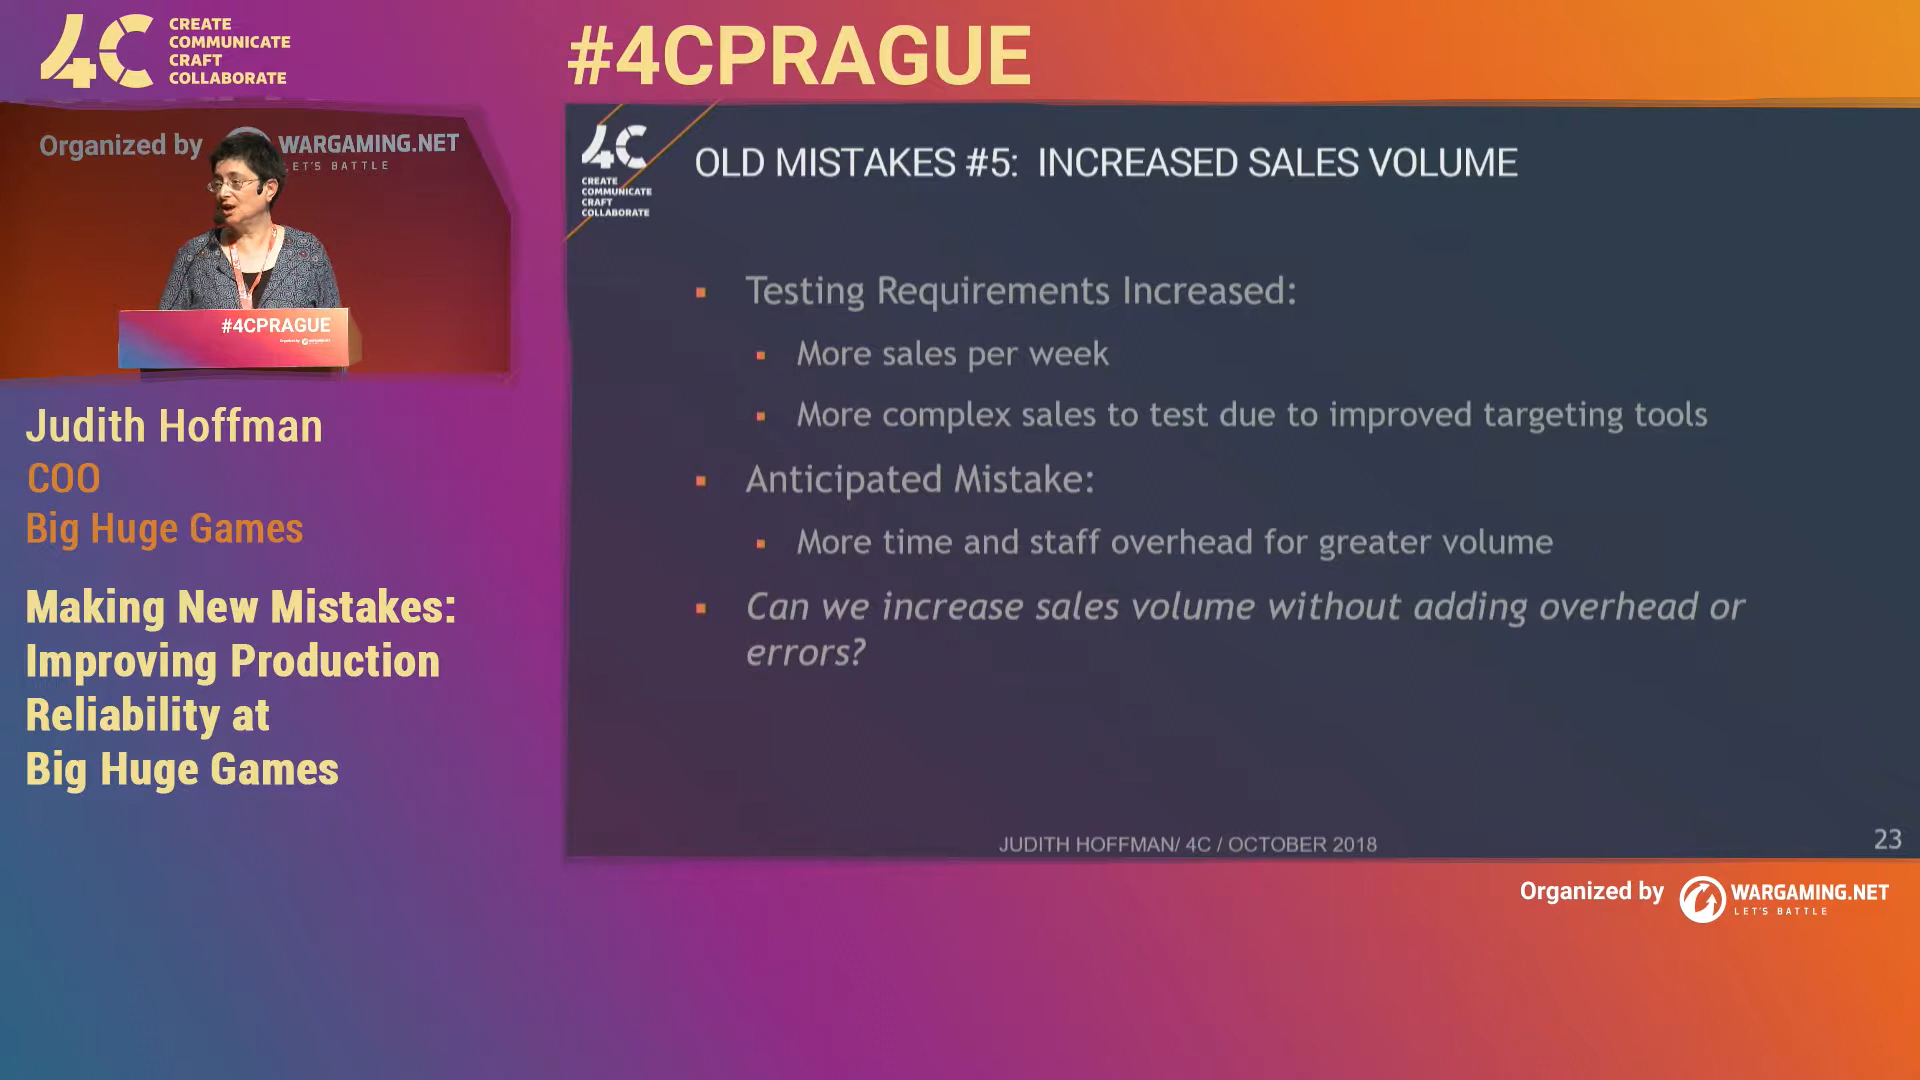 4C
CREATE
COMMUNICATE
CRAFT
COLLABORATE
#4CPRAGUE
Organized by WARGAMING.NET
LET'S BATTLE
#4CPRAGUE
Judith Hoffman
COO
Big Huge Games
Making New Mistakes:
Improving Production
Reliability at
Big Huge Games
4C
CREATE
COMMUNICATE
CRAFT
COLLABORATE
OLD MISTAKES #5: INCREASED SALES VOLUME
Testing Requirements Increased:
More sales per week
More complex sales to test due to improved targeting tools
Anticipated Mistake:
More time and staff overhead for greater volume
Can we increase sales volume without adding overhead or
errors?
JUDITH HOFFMAN/ 4C / OCTOBER 2018
23
Organized by WARGAMING.NET
LET'S BATTLE